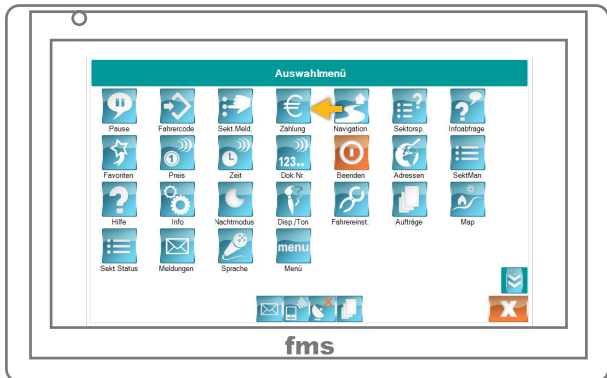 Auswahlmenü
Pause Fahrercode Sekt.Meld. Zahlung Navigation Sektorsp. Infoabfrage
1 123..
Favoriten Preis Zeit Dok.Nr. Beenden Adressen SektMan
Hilfe Info Nachtmodus Disp./Ton Fahrereinst. Aufträge Map
menu
Sekt.Status Meldungen Sprache Menü
fms